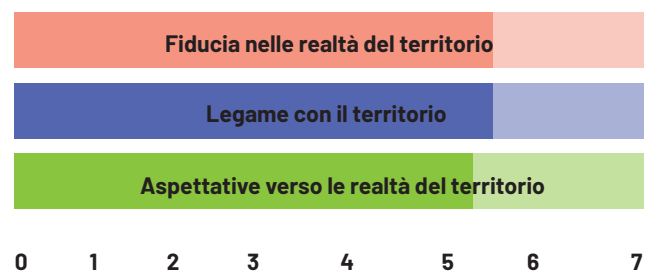 Fiducia nelle realtà del territorio
Legame con il territorio
Aspettative verso le realtà del territorio
0 1 2 3 4 5 6 7